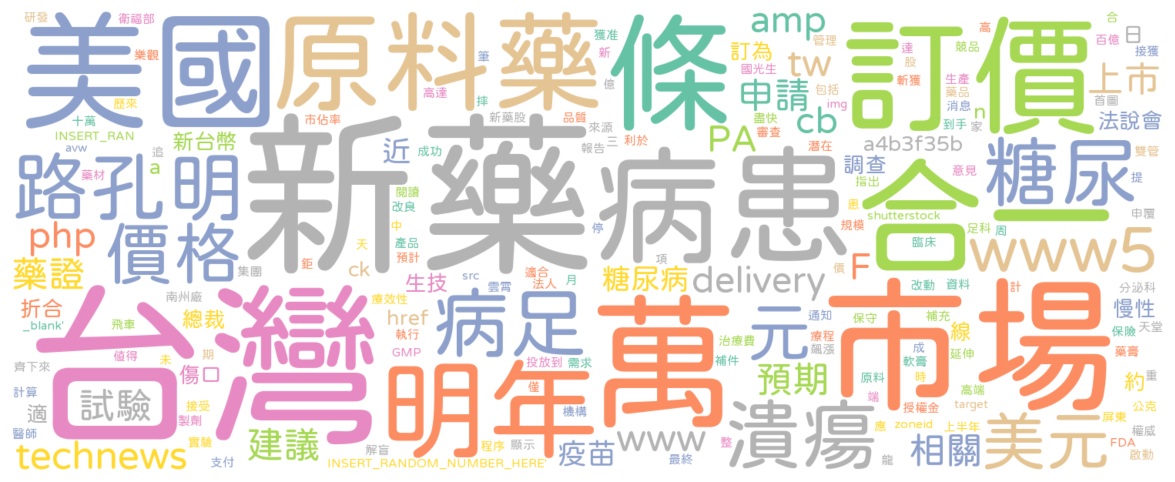 研發 衛福部 美國 原料藥 條 獲准 amp 管理 訂價 高 合 百億 日
樂觀 筆 新 訂為 國光生 tw 達 股 競品 接獲
歷來 高達 億 申請 包括 斬獲 生產 藥品 消息 上市
十萬 新台幣 市佔率 摔 新藥股 品質 來源 盡快 img cb 到手 n 首圖 法說會
INSERT_RAN avw 追 a 近 成功 新藥 報告 三 利於 PA 審查 潛在 a4b3f35b 家
路孔明 藥材 閱讀 改良 病患 調查 指出 意見 合 糖尿 雙管 提
php 價格 中 產品 預計 天 停 患 規模 shutterstock 臨床 足科 周 一 申覆
藥證 集團 鉅 ck 生技 src 適合 法人 月 項 糖尿病 delivery 價 F www5
折合 南州廠 療效性 雲霄 改動 資料 計 分泌科
_blank' 飛車 總裁 href 病足 通知 保守 補充 線 慢性
台灣 執行 萬 治療費 元 療程 飆漲 成 軟膏 延伸 保險 天堂
齊下來 值得 未 期 GMP 投放到 需求 補件 市場 藥膏
計算 傷口 明年 僅 預期 原料 時 高端 約 重
適 試驗 接受 製劑 機構 端 授權金 target 屏東 公克
醫師 實驗 建議 解盲 程序 顯示 www 整 潰瘍 應 zoneid 上半年 美元 權威
technews 支付 INSERT_RANDOM_NUMBER_HERE 疫苗 最終 龍 相關 FDA 啟動